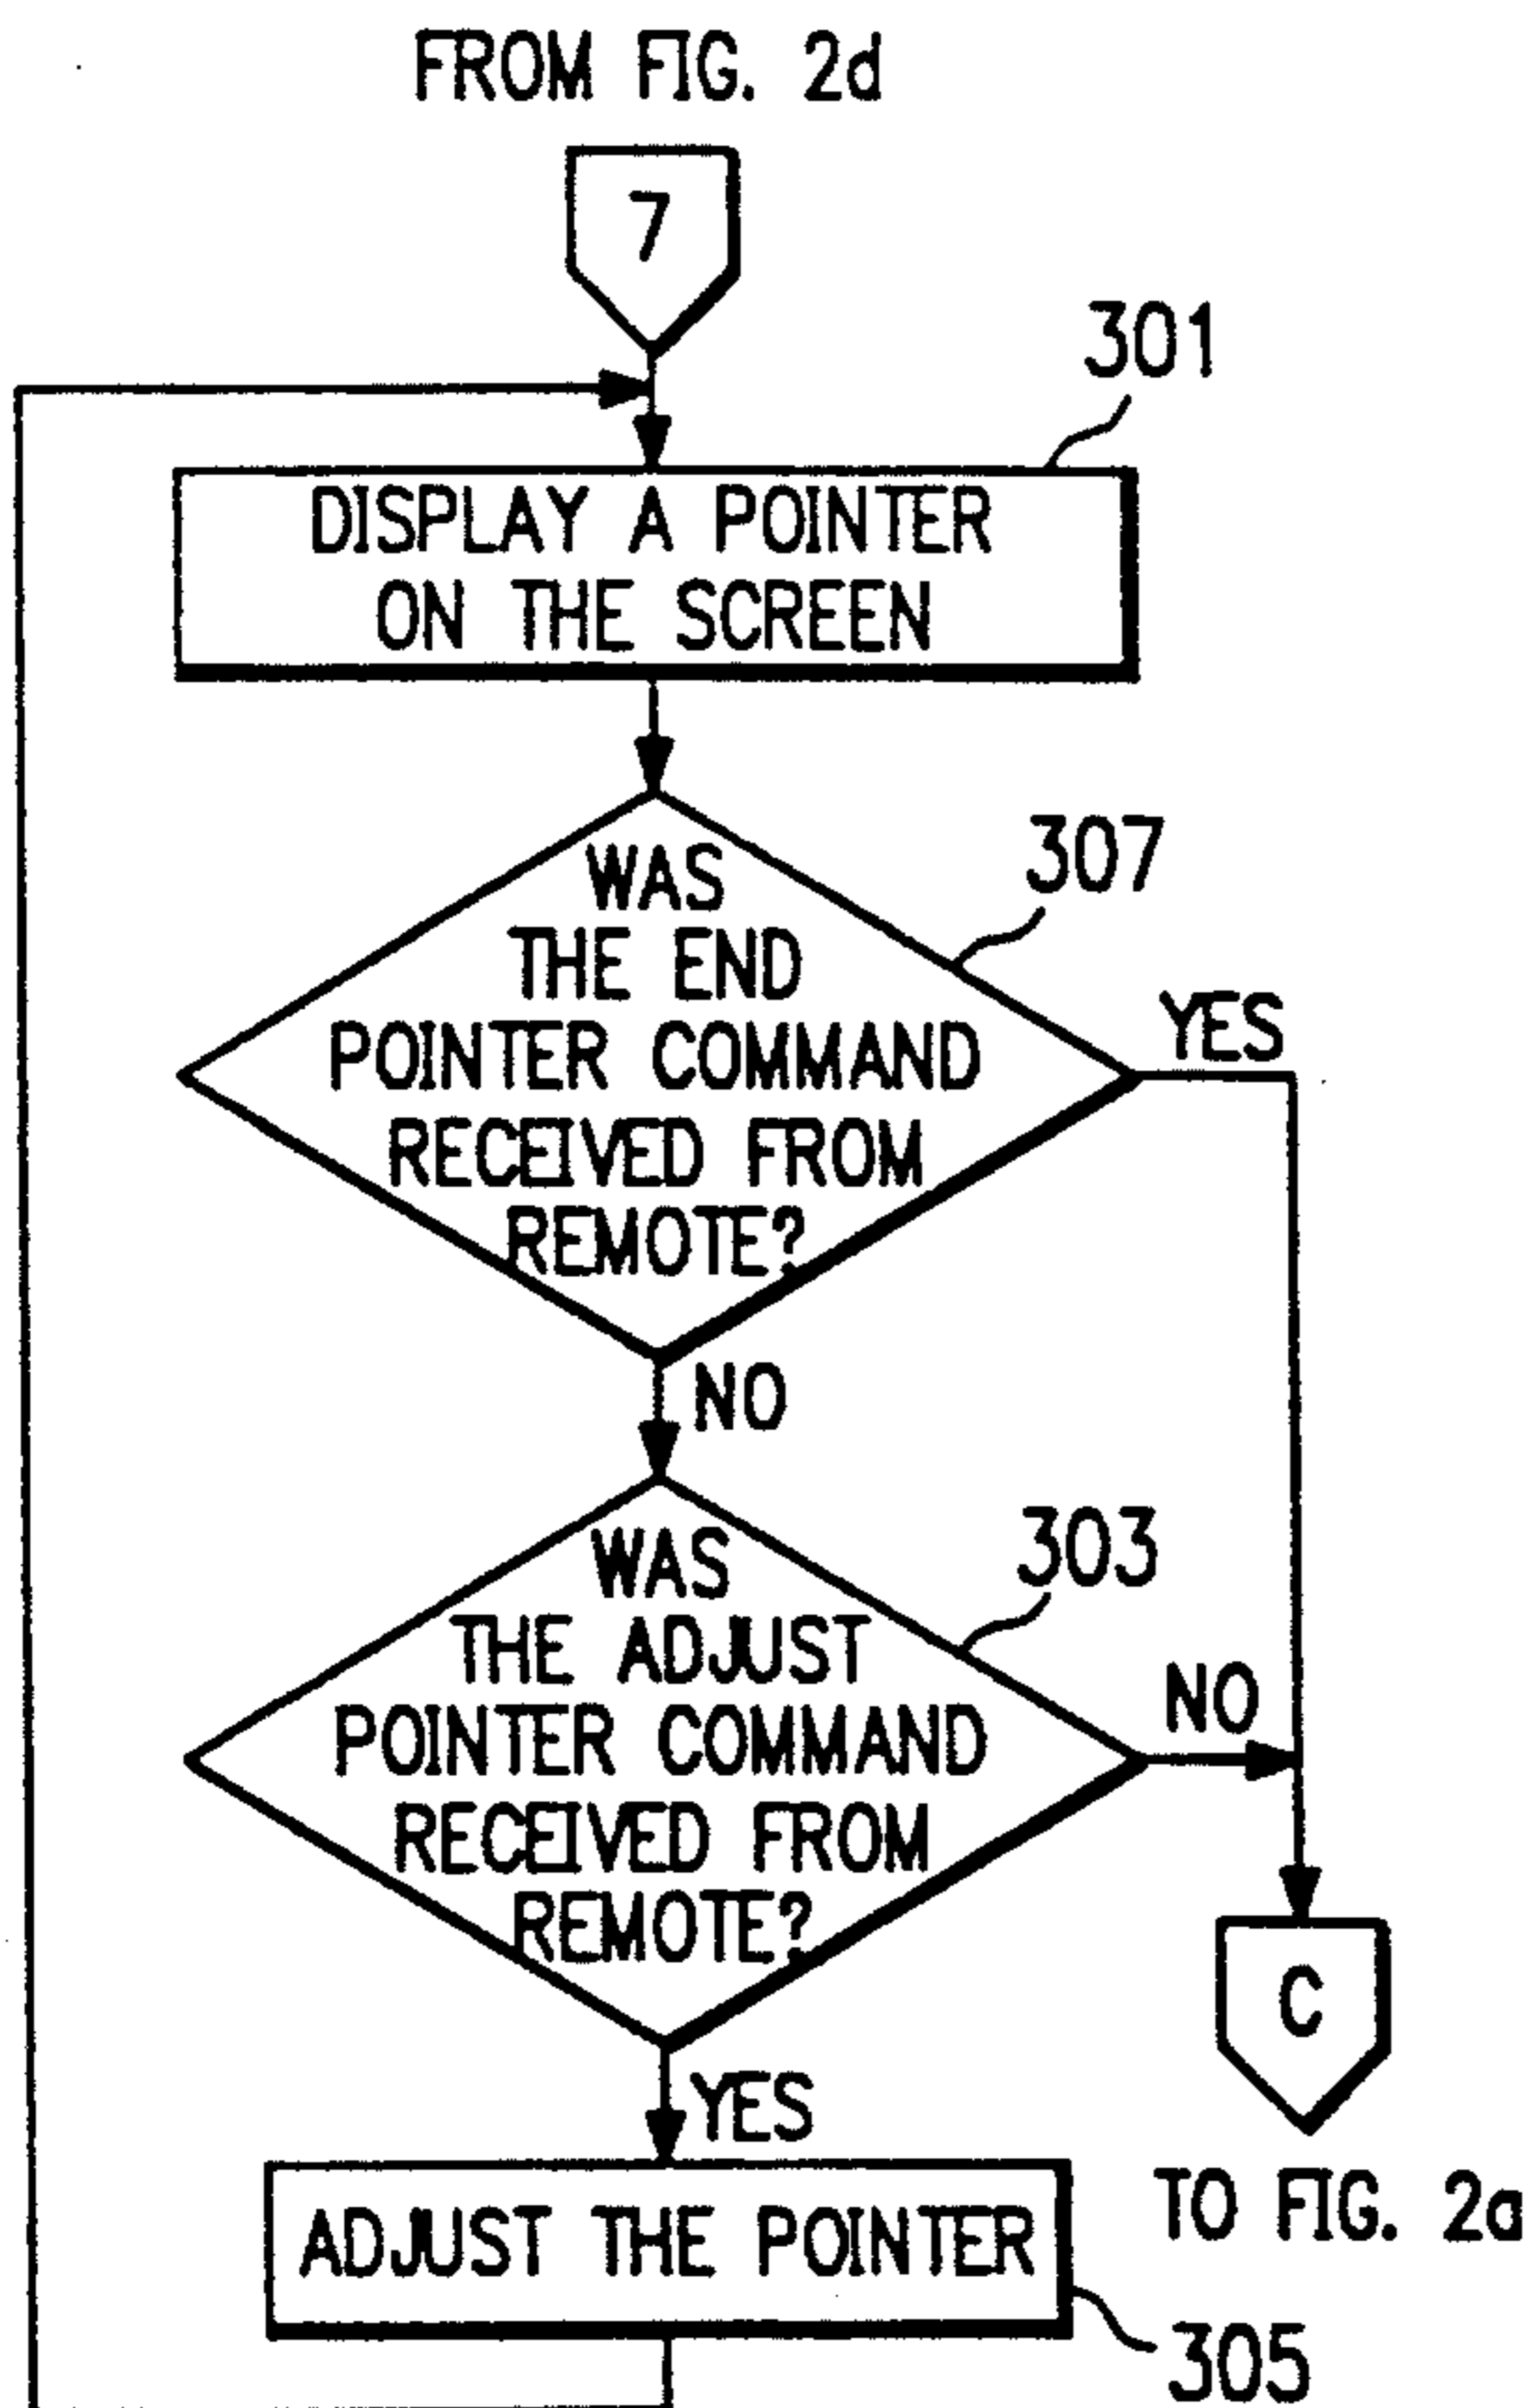 FROM FIG. 2d
7
301
DISPLAY A POINTER
ON THE SCREEN
307
WAS
THE END
POINTER COMMAND
RECEIVED FROM
REMOTE?
YES
NO
303
WAS
THE ADJUST
POINTER COMMAND
RECEIVED FROM
REMOTE?
NO
C
YES
TO FIG. 2a
ADJUST THE POINTER
305